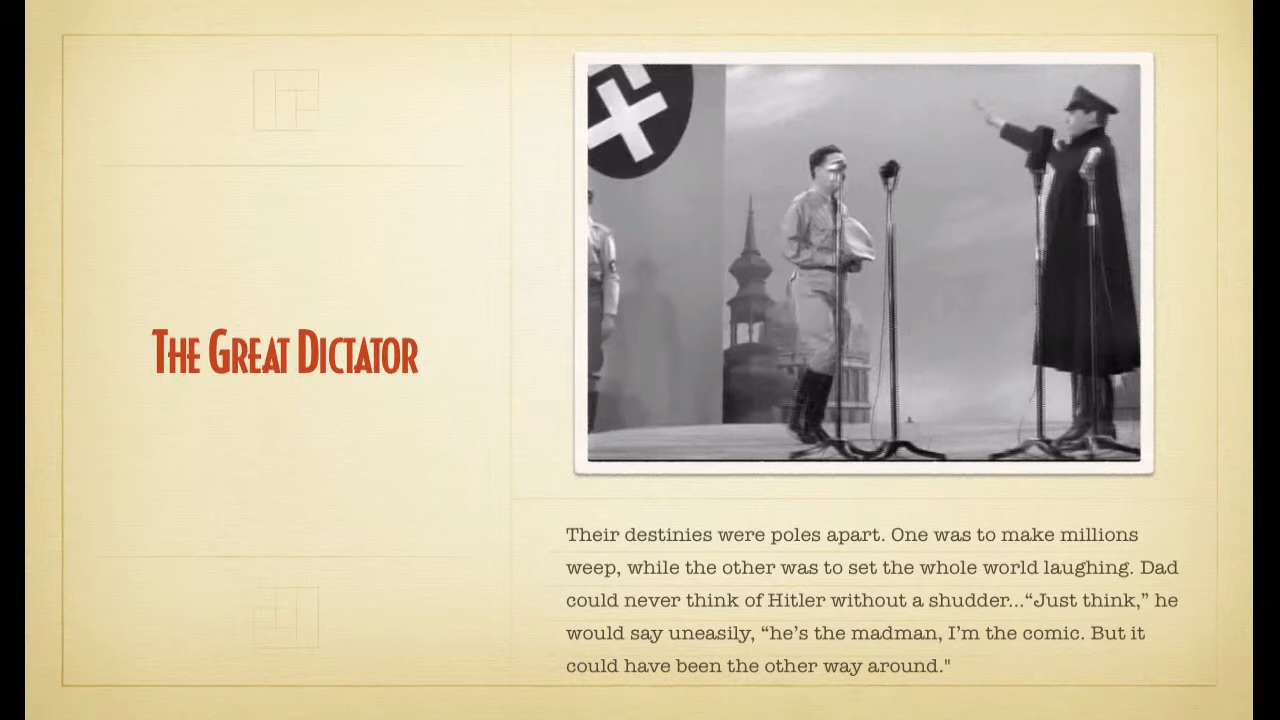 The Great Dictator
Their destinies were poles apart. One was to make millions
weep, while the other was to set the whole world laughing. Dad
could never think of Hitler without a shudder...“Just think,” he
would say uneasily, “he’s the madman, I’m the comic. But it
could have been the other way around."